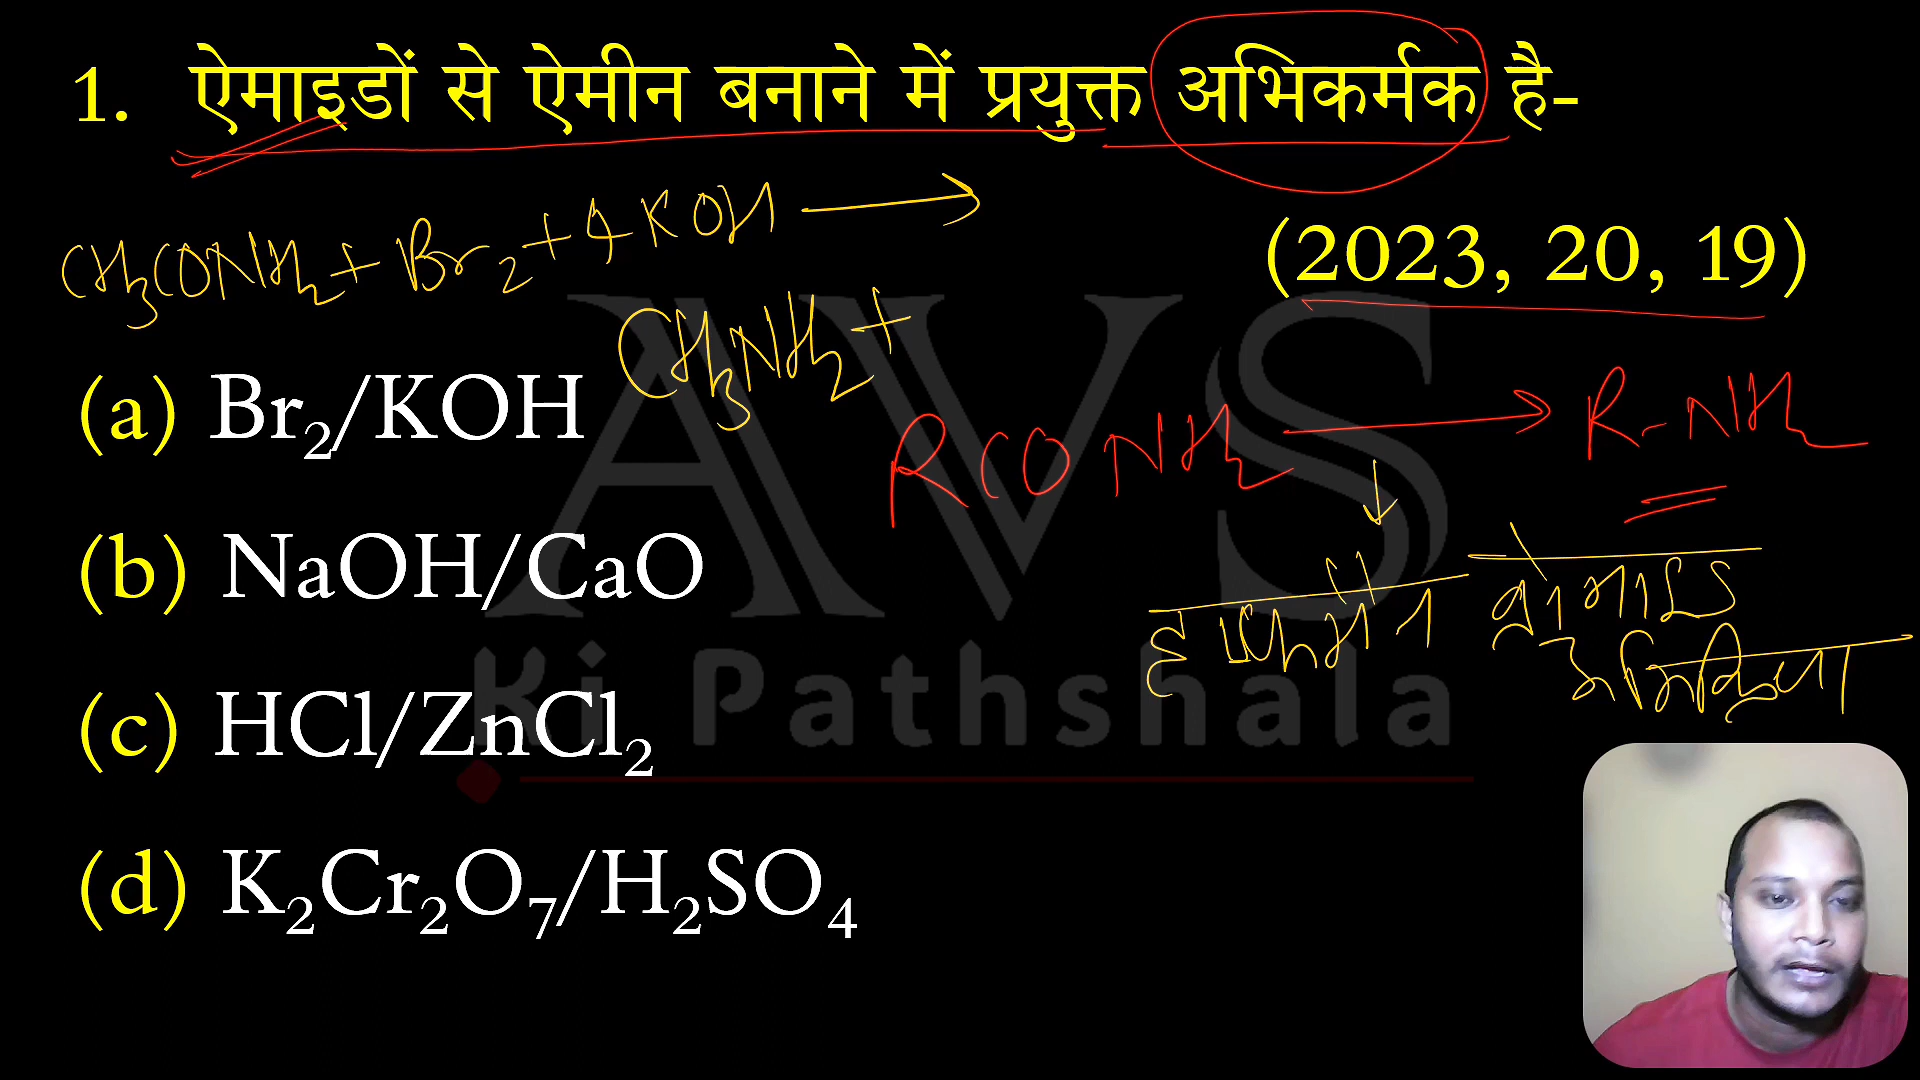 1. ऐमाइडों से ऐमीन बनाने में प्रयुक्त अभिकर्मक है-
(2023, 20, 19)
CH₃CONH₂ + Br₂ + 4KOH →
CH₃NH₂ +
(a) Br₂/KOH
RCONH₂ → R-NH₂
(b) NaOH/CaO
ब्रोमाइड
अभिक्रिया
(c) HCl/ZnCl₂
(d) K₂Cr₂O₇/H₂SO₄
AVS
Ki Pathshala